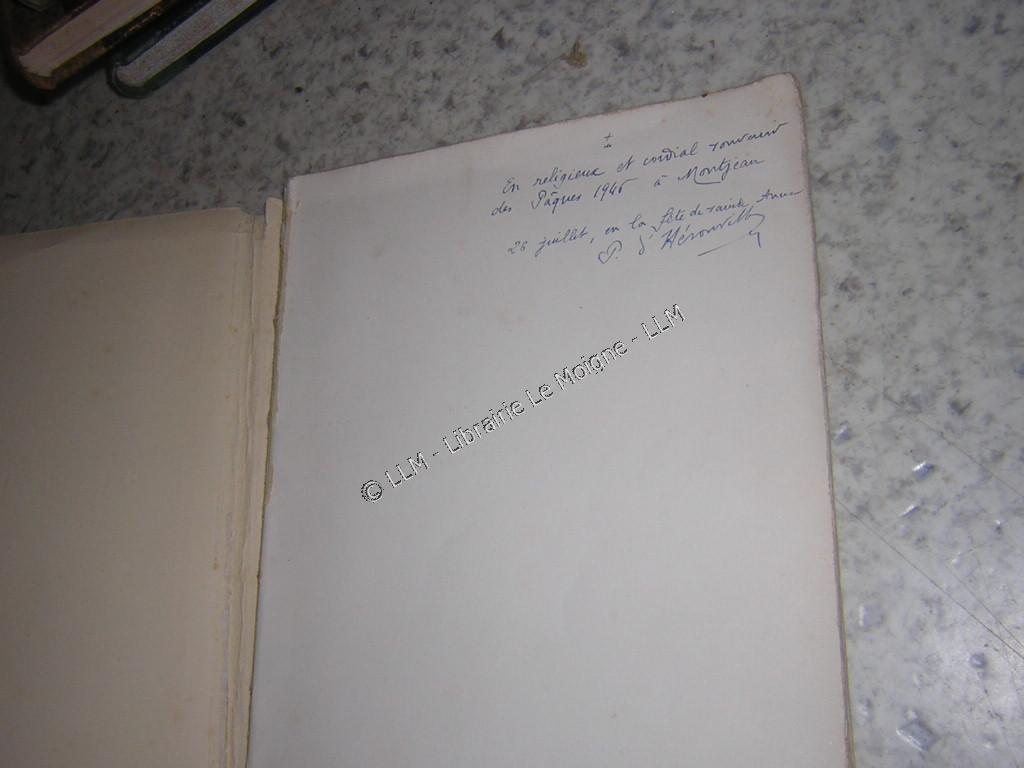 En religieux et cordial souvenir
des Pâques 1946 à Montjean
26 juillet, en la fête de sainte Anne
P. d'Hérouville
© LLM - Librairie Le Moigne - LLM